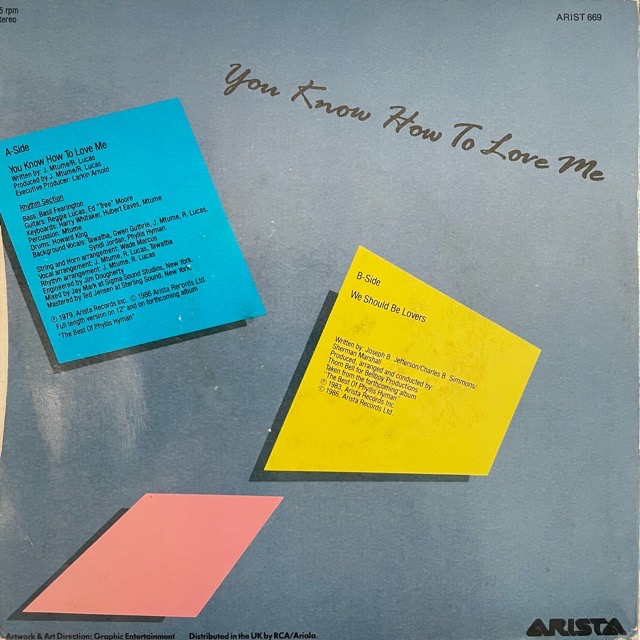 5 rpm
tereo
ARIST 669
You Know How To Love Me
A-Side
You Know How To Love Me
Written by: J. Mtume/R. Lucas
Produced by J. Mtume/R. Lucas
Executive Producer: Larkin Arnold
Rhythm Section
Bass: Basil Fearington
Guitars: Reggie Lucas, Ed "Tree" Moore
Keyboards: Harry Whitaker, Hubert Eaves, Mtume
Percussion: Mtume
Drums: Howard King
Background Vocals: Tawatha, Gwen Guthrie, J. Mtume, R. Lucas,
Syndi Jordan, Phyllis Hyman.
String and Horn arrangement: Wade Marcus
Vocal arrangement: J. Mtume, R. Lucas, Tawatha
Rhythm arrangement: J. Mtume, R. Lucas
Engineered by Jim Dougherty
Mixed by Jay Mark at Sigma Sound Studios, New York.
Mastered by Ted Jensen at Sterling Sound, New York.
℗ 1979, Arista Records Inc. © 1986 Arista Records Ltd.
Full length version on 12" and on forthcoming album
"The Best Of Phyllis Hyman"
B-Side
We Should Be Lovers
Written by: Joseph B. Jefferson/Charles B. Simmons/
Sherman Marshall
Produced, arranged and conducted by:
Thom Bell for Bellboy Productions
Taken from the forthcoming album
"The Best Of Phyllis Hyman"
℗ 1983, Arista Records Inc.
© 1986, Arista Records Ltd.
Artwork & Art Direction; Graphic Entertainment
Distributed in the UK by RCA/Ariola.
ARISTA